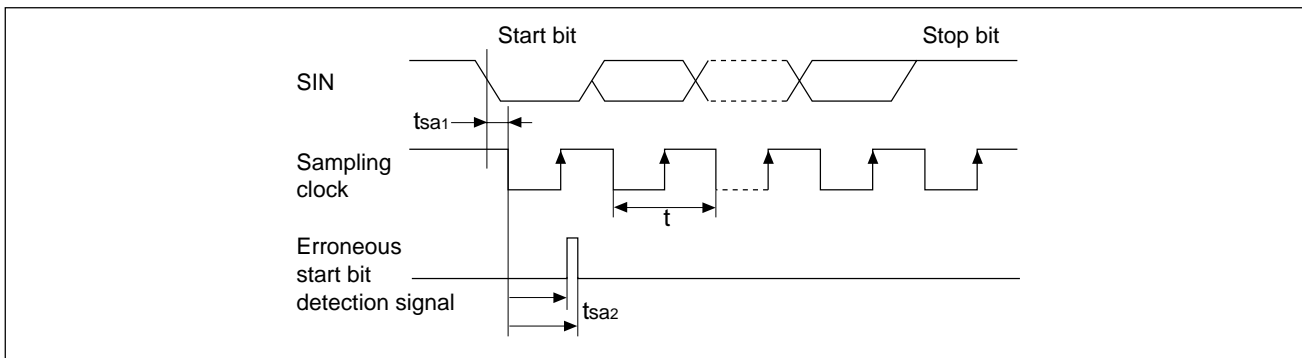 Start bit
Stop bit
SIN
tsa1
Sampling
clock
t
Erroneous
start bit
detection signal
tsa2